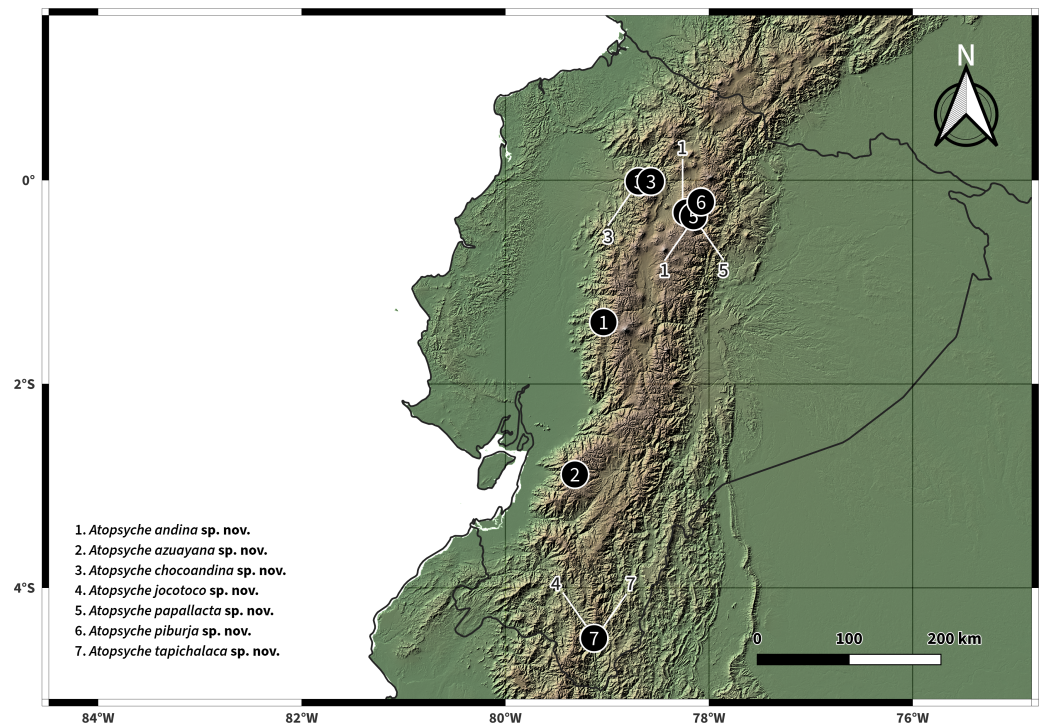 N
1
3
3
0°
6
5
3
1
5
1
2°S
2
1. Atopsyche andina sp. nov.
2. Atopsyche azuayana sp. nov.
3. Atopsyche chocoandina sp. nov.
4. Atopsyche jocotoco sp. nov.
5. Atopsyche papallacta sp. nov.
6. Atopsyche piburja sp. nov.
7. Atopsyche tapichalaca sp. nov.
4°S
4
7
7
0 100 200 km
84°W 82°W 80°W 78°W 76°W